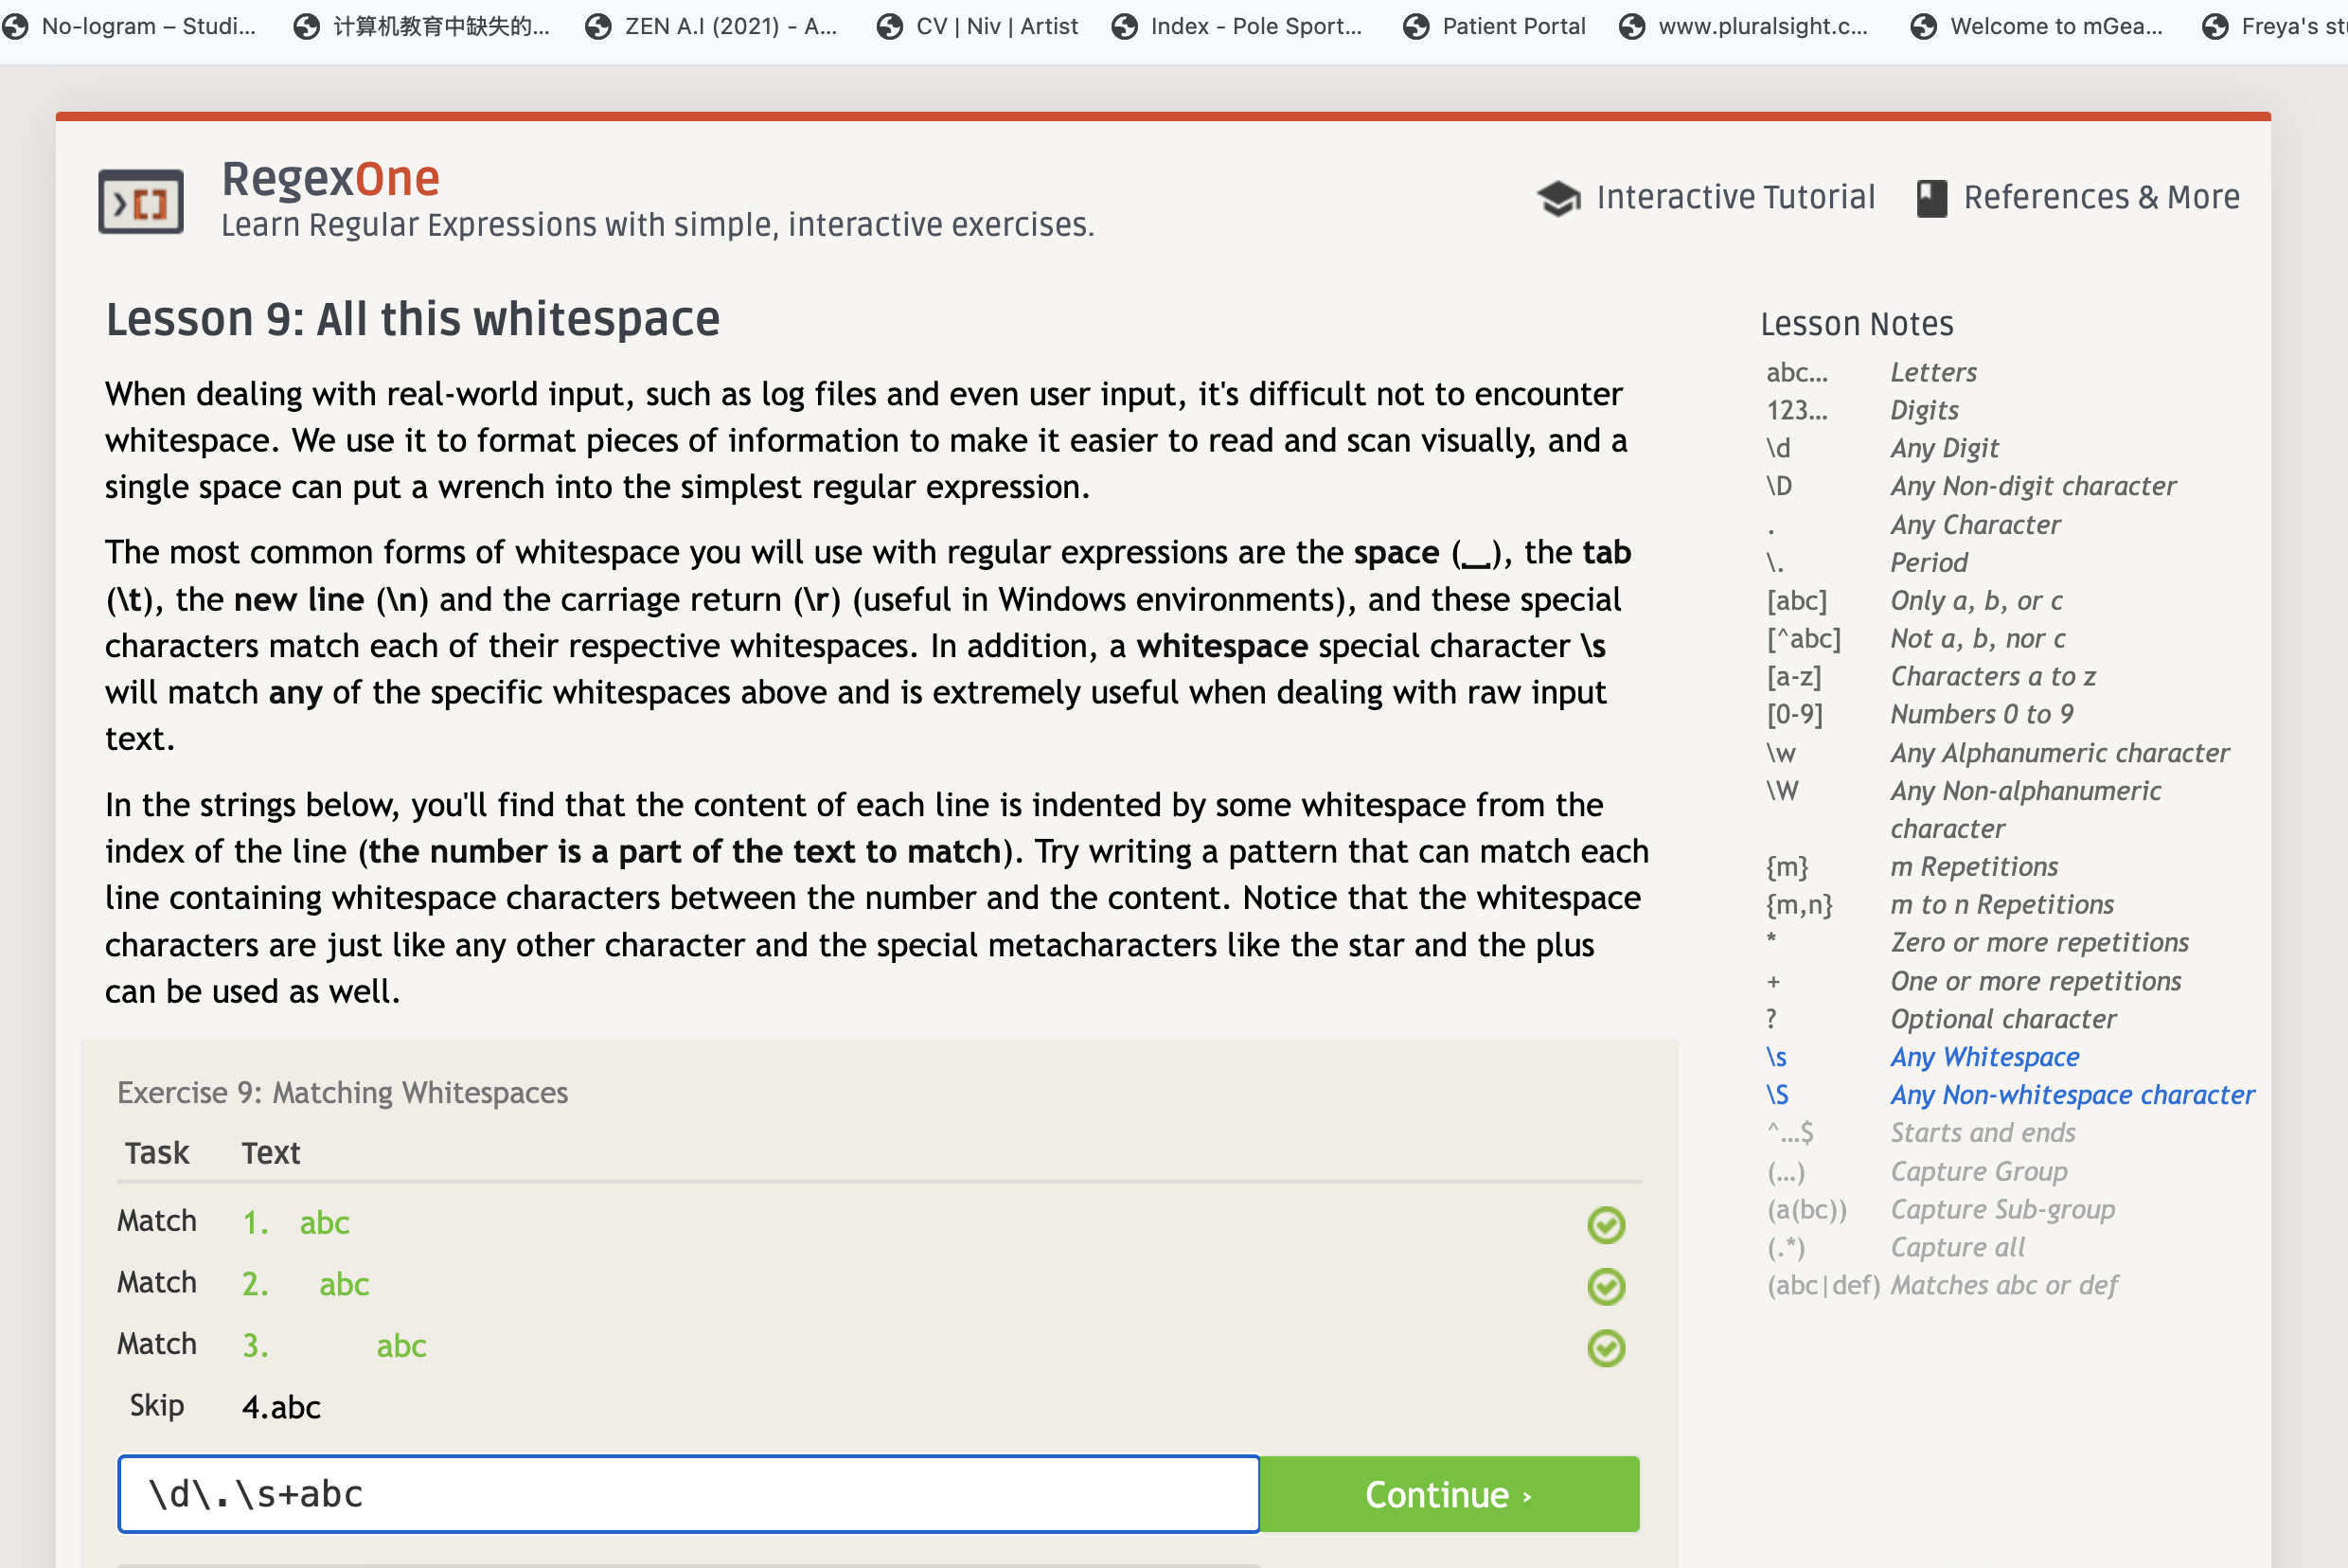 No-logram – Studi...
计算机教育中缺失的...
ZEN A.I (2021) - A...
CV | Niv | Artist
Index - Pole Sport...
Patient Portal
www.pluralsight.c...
Welcome to mGea...
Freya's
RegexOne
Learn Regular Expressions with simple, interactive exercises.
Interactive Tutorial
References & More
Lesson 9: All this whitespace
When dealing with real-world input, such as log files and even user input, it's difficult not to encounter
whitespace. We use it to format pieces of information to make it easier to read and scan visually, and a
single space can put a wrench into the simplest regular expression.
The most common forms of whitespace you will use with regular expressions are the space (⎵), the tab
(\t), the new line (\n) and the carriage return (\r) (useful in Windows environments), and these special
characters match each of their respective whitespaces. In addition, a whitespace special character \s
will match any of the specific whitespaces above and is extremely useful when dealing with raw input
text.
In the strings below, you'll find that the content of each line is indented by some whitespace from the
index of the line (the number is a part of the text to match). Try writing a pattern that can match each
line containing whitespace characters between the number and the content. Notice that the whitespace
characters are just like any other character and the special metacharacters like the star and the plus
can be used as well.
Exercise 9: Matching Whitespaces
Task Text
Match 1.   abc
Match 2.     abc
Match 3.           abc
Skip 4.abc
\d\.\s+abc
Continue ›
Lesson Notes
abc… Letters
123… Digits
\d Any Digit
\D Any Non-digit character
. Any Character
\. Period
[abc] Only a, b, or c
[^abc] Not a, b, nor c
[a-z] Characters a to z
[0-9] Numbers 0 to 9
\w Any Alphanumeric character
\W Any Non-alphanumeric
character
{m} m Repetitions
{m,n} m to n Repetitions
* Zero or more repetitions
+ One or more repetitions
? Optional character
\s Any Whitespace
\S Any Non-whitespace character
^…$ Starts and ends
(…) Capture Group
(a(bc)) Capture Sub-group
(.*) Capture all
(abc|def) Matches abc or def